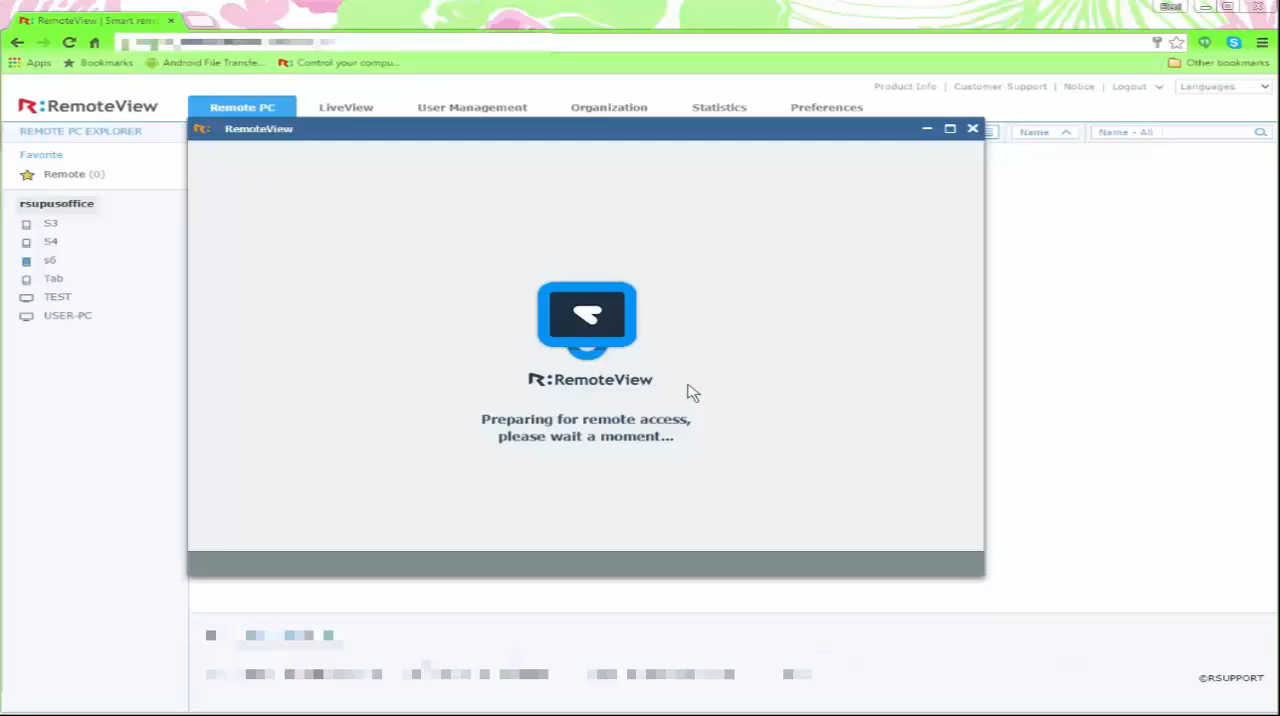 R: RemoteView | Smart remo
Apps
Bookmarks
Android File Transfe...
R: Control your compu...
Other bookmarks
Product Info | Customer Support | Notice | Logout
Languages
R:RemoteView
Remote PC
LiveView
User Management
Organization
Statistics
Preferences
REMOTE PC EXPLORER
R: RemoteView
Name
Name - All
Favorite
Remote (0)
rsupusoffice
S3
S4
s6
Tab
TEST
USER-PC
R:RemoteView
Preparing for remote access,
please wait a moment...
©RSUPPORT